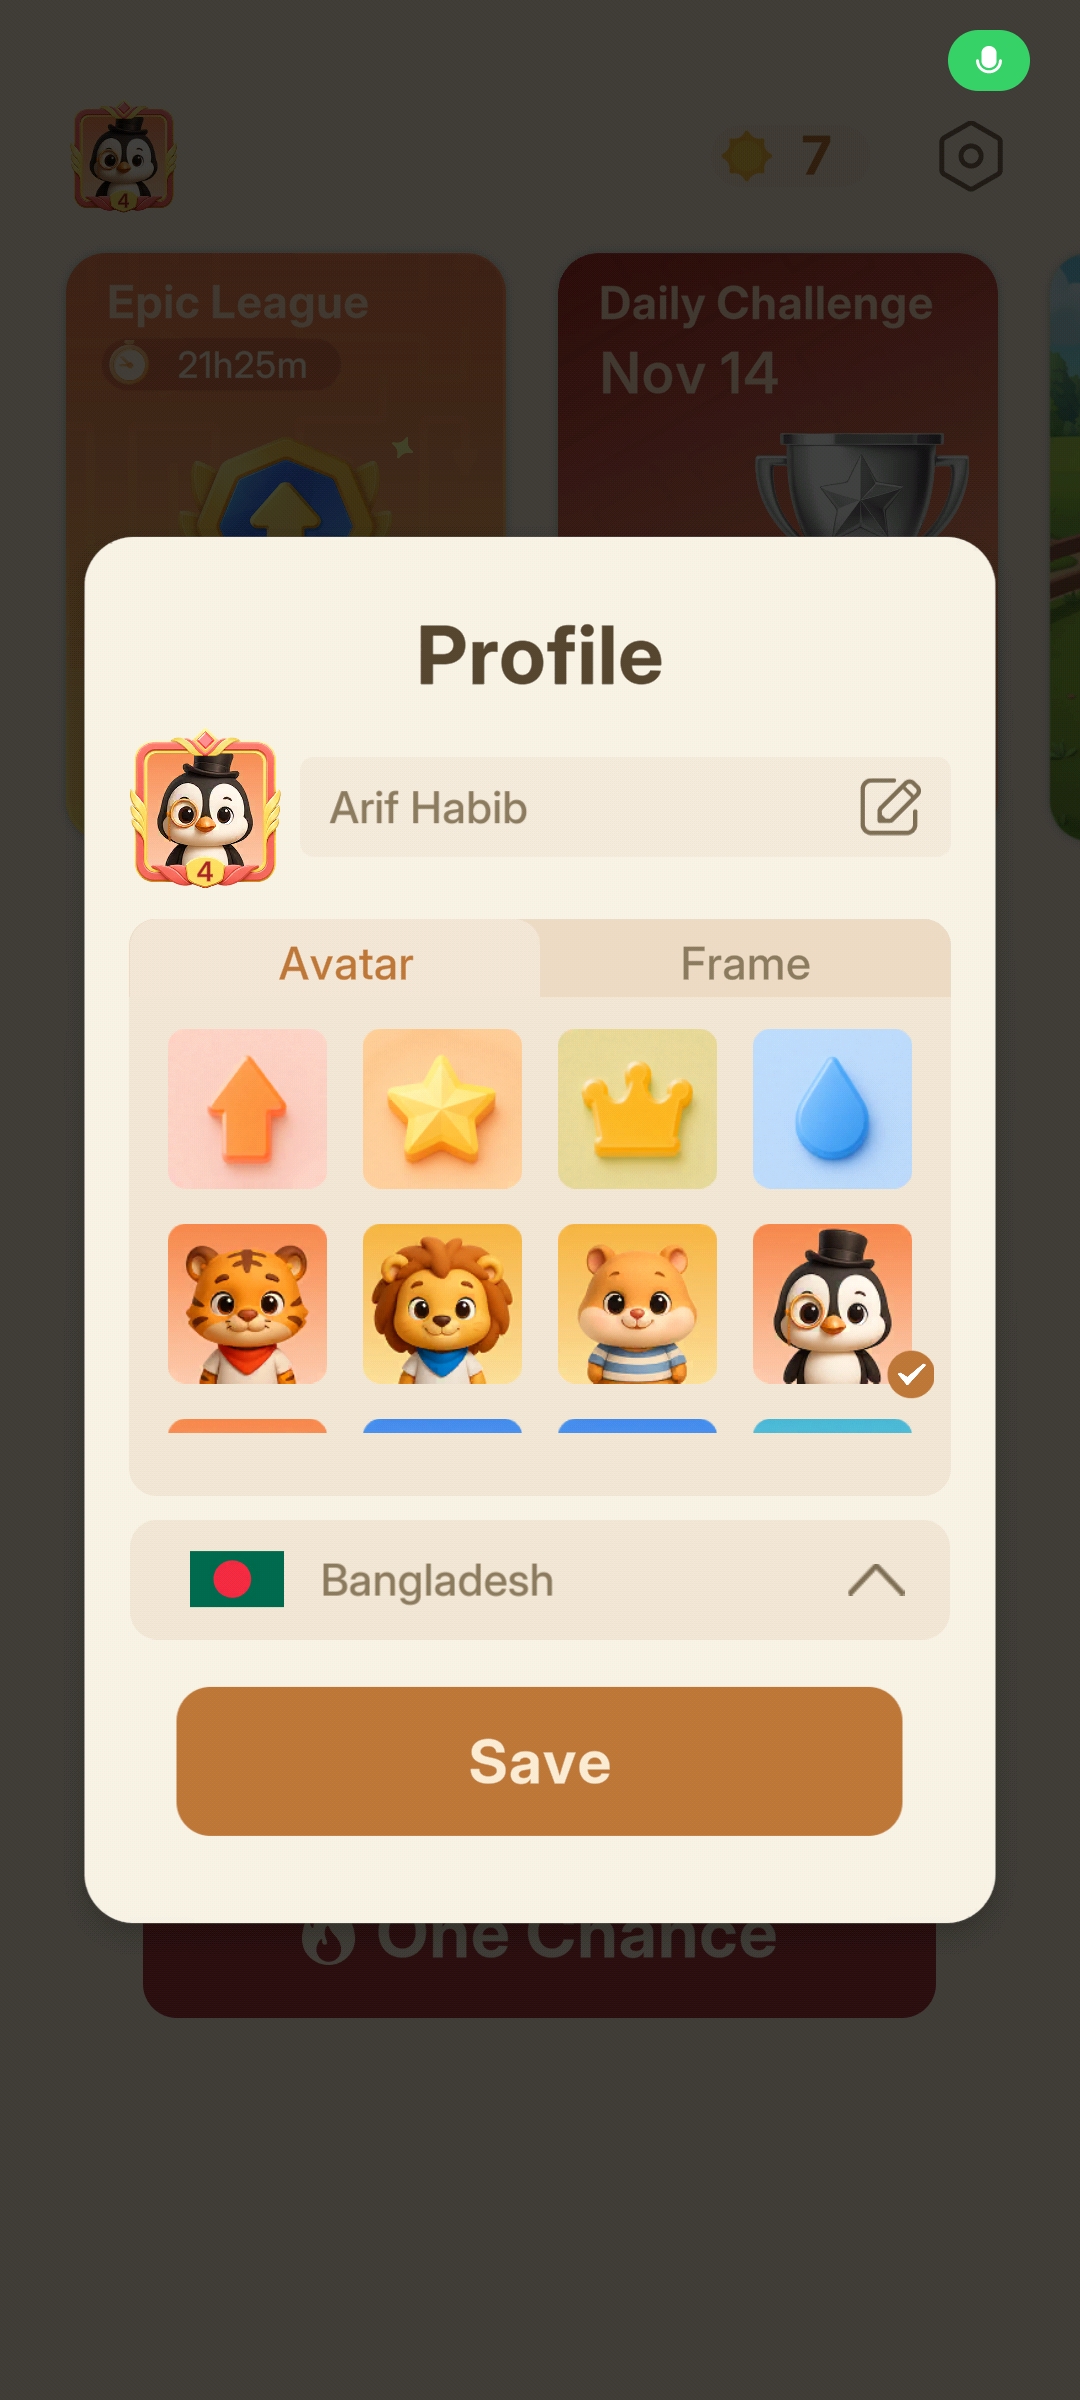 7
Epic League
21h25m
Daily Challenge
Nov 14
Profile
4
Arif Habib
Avatar
Frame
Bangladesh
Save
One Chance